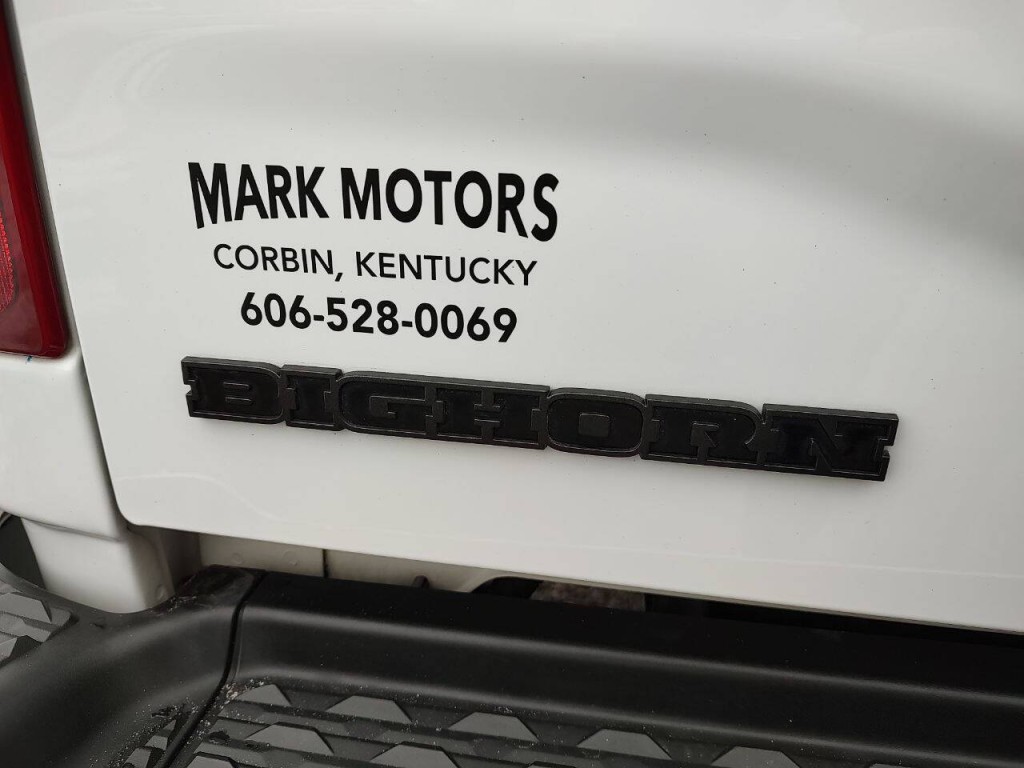 MARK MOTORS
CORBIN, KENTUCKY
606-528-0069
BIGHORN